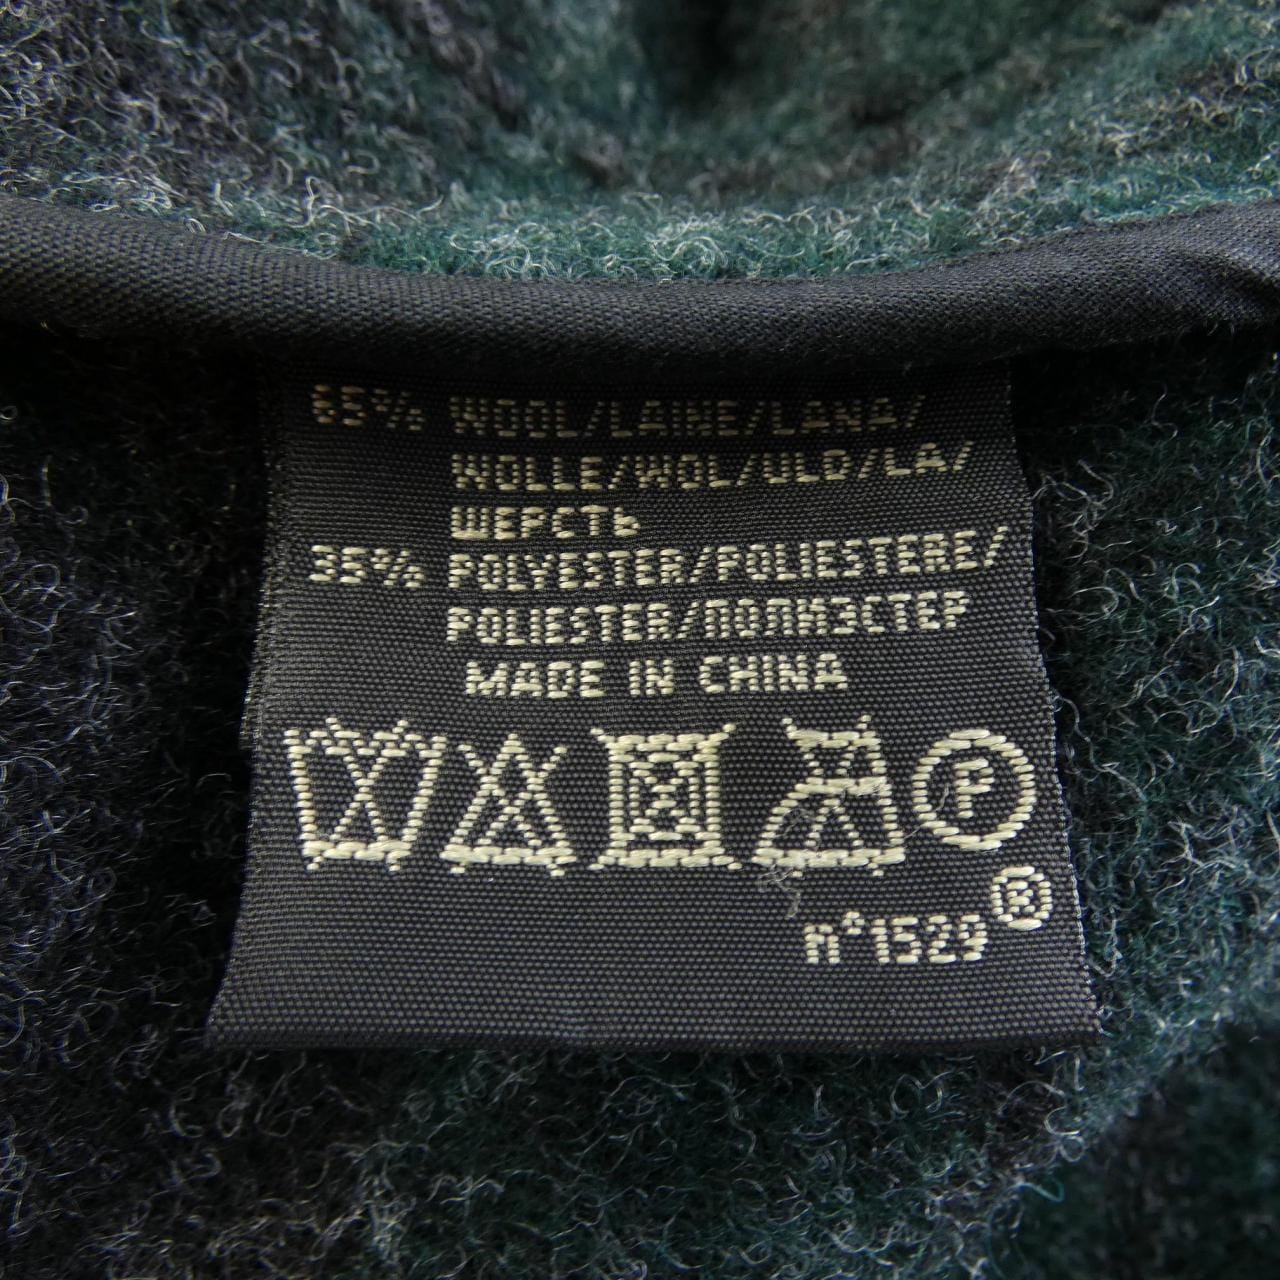 65% WOOL/LAINE/LANA/
WOLLE/WOL/ULD/LA/
ШЕРСТЬ
35% POLYESTER/POLIESTERE/
POLIESTER/ПОЛИЭСТЕР
MADE IN CHINA
P
®
n°1529